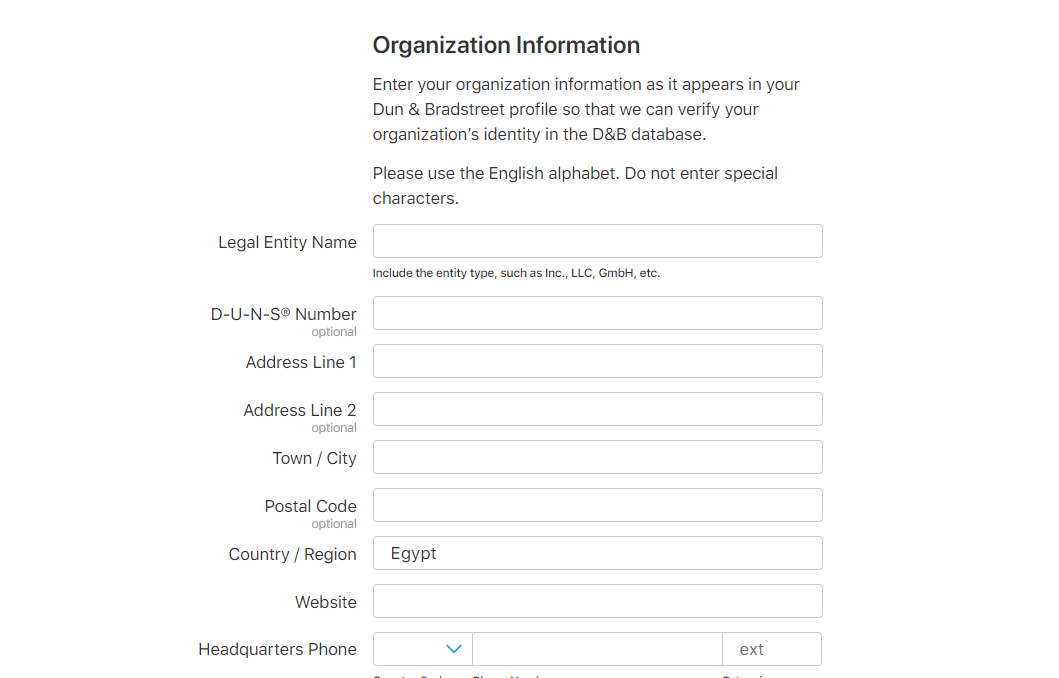 Organization Information
Enter your organization information as it appears in your
Dun & Bradstreet profile so that we can verify your
organization’s identity in the D&B database.
Please use the English alphabet. Do not enter special
characters.
Legal Entity Name
Include the entity type, such as Inc., LLC, GmbH, etc.
D-U-N-S® Number
optional
Address Line 1
Address Line 2
optional
Town / City
Postal Code
optional
Country / Region
Egypt
Website
Headquarters Phone
ext